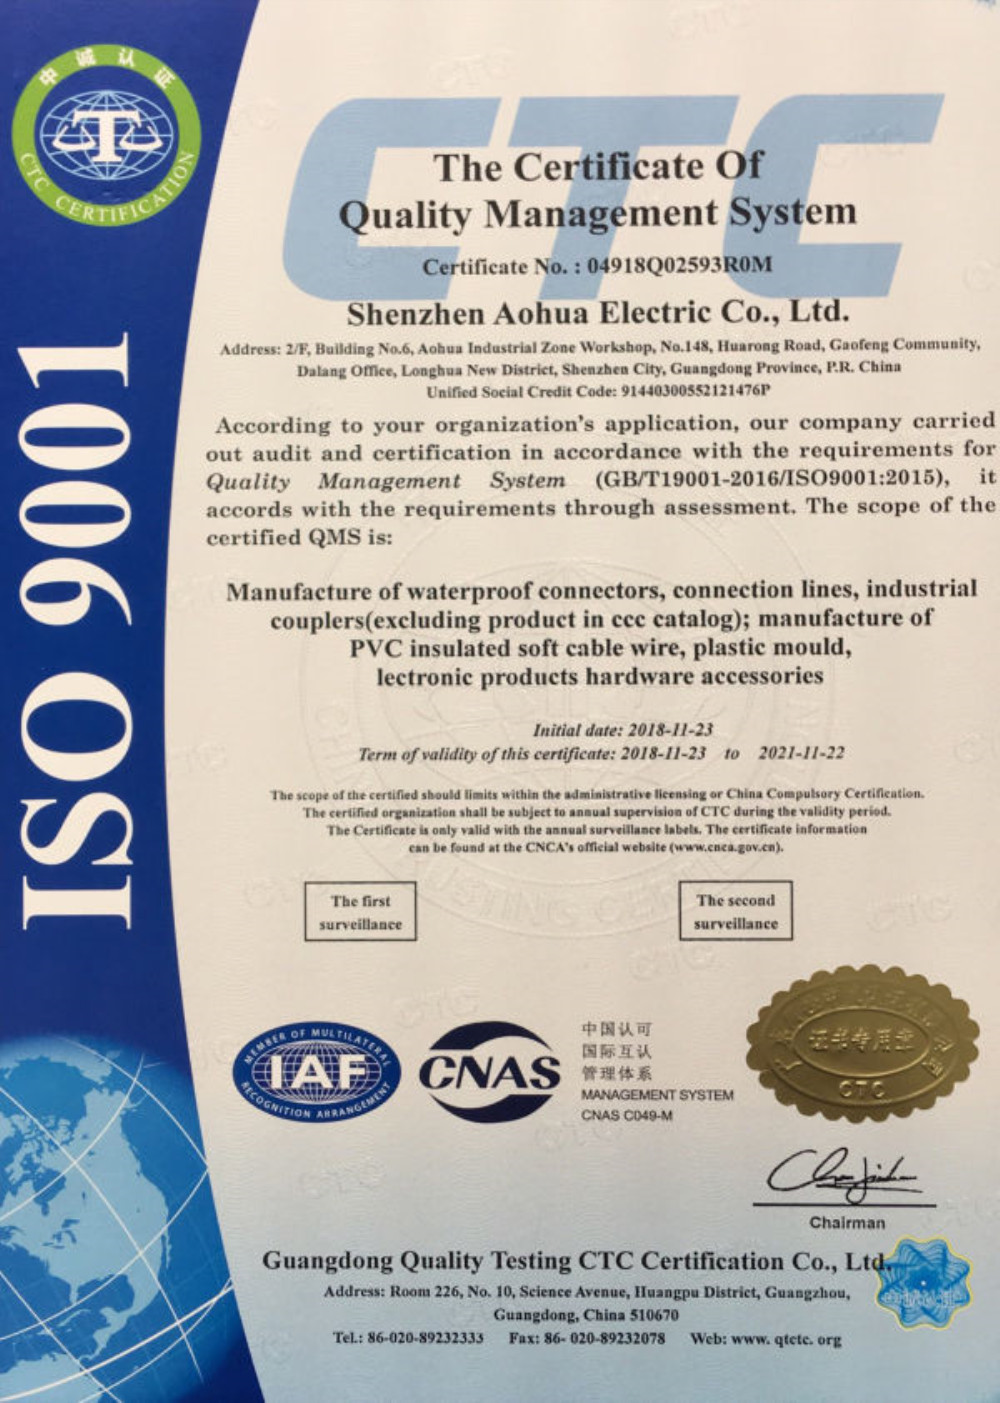 中诚认证
T
CTC CERTIFICATION
ISO 9001
CTC
The Certificate Of
Quality Management System
Certificate No. : 04918Q02593R0M
Shenzhen Aohua Electric Co., Ltd.
Address: 2/F, Building No.6, Aohua Industrial Zone Workshop, No.148, Huarong Road, Gaofeng Community,
Dalang Office, Longhua New District, Shenzhen City, Guangdong Province, P.R. China
Unified Social Credit Code: 91440300552121476P
According to your organization's application, our company carried
out audit and certification in accordance with the requirements for
Quality Management System (GB/T19001-2016/ISO9001:2015), it
accords with the requirements through assessment. The scope of the
certified QMS is:
Manufacture of waterproof connectors, connection lines, industrial
couplers(excluding product in ccc catalog); manufacture of
PVC insulated soft cable wire, plastic mould,
lectronic products hardware accessories
Initial date: 2018-11-23
Term of validity of this certificate: 2018-11-23 to 2021-11-22
The scope of the certified should limits within the administrative licensing or China Compulsory Certification.
The certified organization shall be subject to annual supervision of CTC during the validity period.
The Certificate is only valid with the annual surveillance labels. The certificate information
can be found at the CNCA's official website (www.cnca.gov.cn).
The first
surveillance
The second
surveillance
MEMBER OF MULTILATERAL
IAF
RECOGNITION ARRANGEMENT
CNAS
中国认可
国际互认
管理体系
MANAGEMENT SYSTEM
CNAS C049-M
证书专用章
CTC
Chairman
Guangdong Quality Testing CTC Certification Co., Ltd.
Address: Room 226, No. 10, Science Avenue, Huangpu District, Guangzhou,
Guangdong, China 510670
Tel.: 86-020-89232333 Fax: 86- 020-89232078 Web: www. qtctc. org